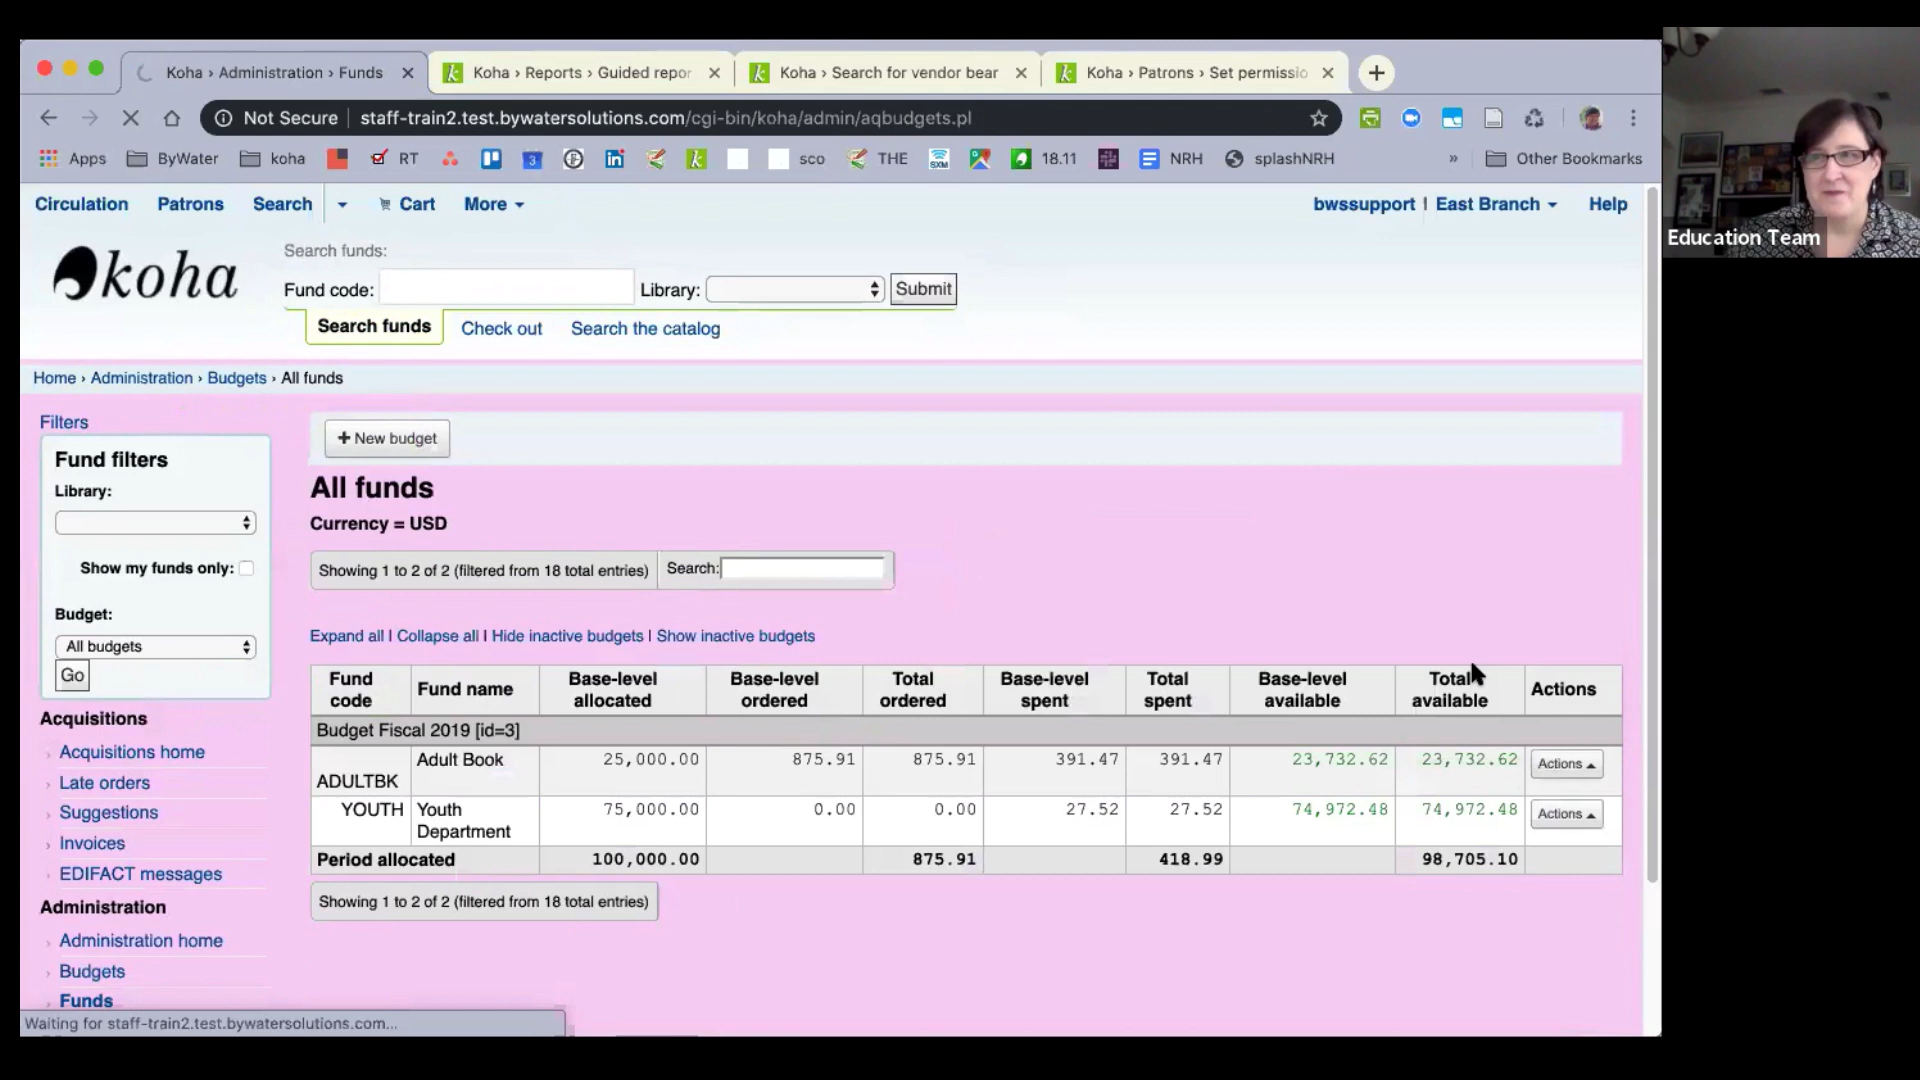 Koha › Administration › Funds
Koha › Reports › Guided repor
Koha › Search for vendor bear
Koha › Patrons › Set permissio
Not Secure staff-train2.test.bywatersolutions.com/cgi-bin/koha/admin/aqbudgets.pl
Apps ByWater koha RT 3 sco THE SXM 18.11 NRH splashNRH » Other Bookmarks
Circulation Patrons Search Cart More bwssupport | East Branch Help
Education Team
koha
Search funds:
Fund code: Library: Submit
Search funds Check out Search the catalog
Home › Administration › Budgets › All funds
Filters
Fund filters
Library:
Show my funds only:
Budget:
All budgets
Go
Acquisitions
Acquisitions home
Late orders
Suggestions
Invoices
EDIFACT messages
Administration
Administration home
Budgets
Funds
+ New budget
All funds
Currency = USD
Showing 1 to 2 of 2 (filtered from 18 total entries) Search:
Expand all | Collapse all | Hide inactive budgets | Show inactive budgets
Fund code Fund name Base-level allocated Base-level ordered Total ordered Base-level spent Total spent Base-level available Total available Actions
Budget Fiscal 2019 [id=3]
ADULTBK Adult Book 25,000.00 875.91 875.91 391.47 391.47 23,732.62 23,732.62 Actions
YOUTH Youth Department 75,000.00 0.00 0.00 27.52 27.52 74,972.48 74,972.48 Actions
Period allocated 100,000.00 875.91 418.99 98,705.10
Showing 1 to 2 of 2 (filtered from 18 total entries)
Waiting for staff-train2.test.bywatersolutions.com...